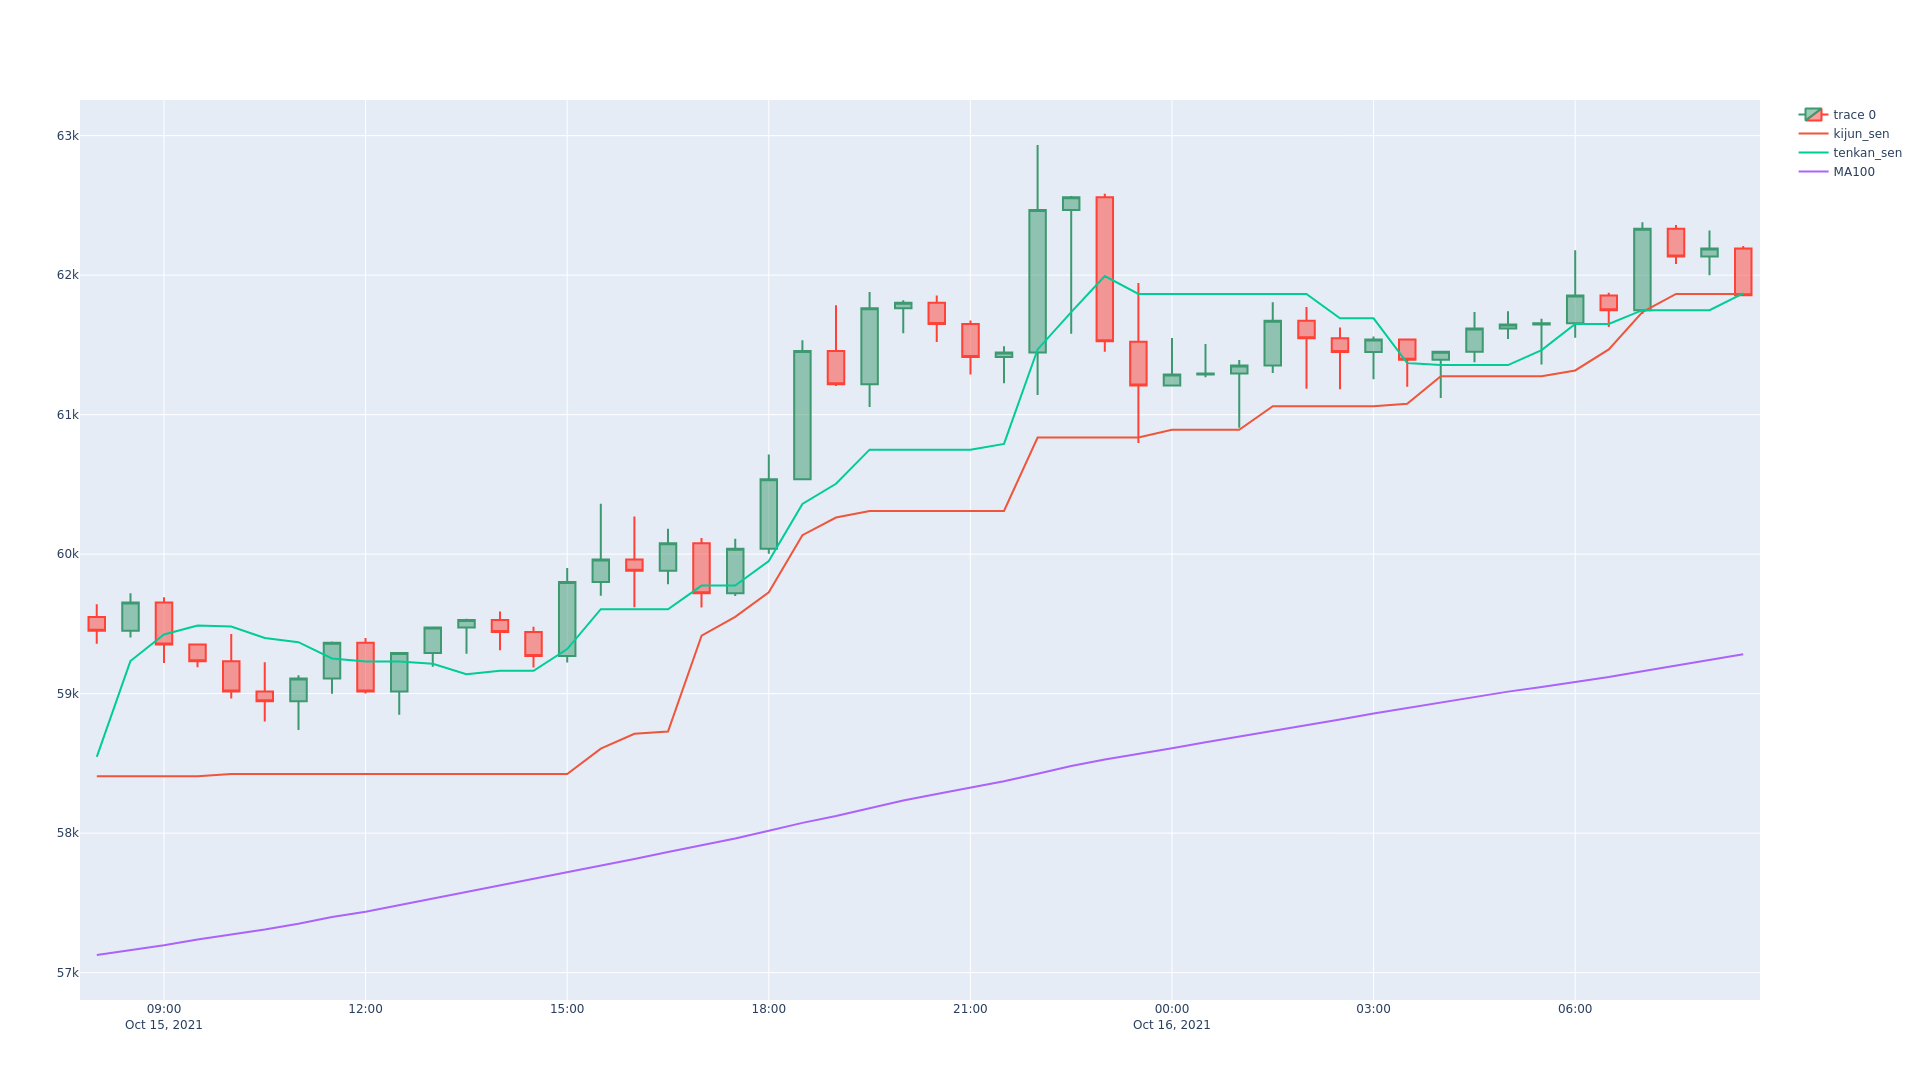 63k
62k
61k
60k
59k
58k
57k
09:00 12:00 15:00 18:00 21:00 00:00 03:00 06:00
Oct 15, 2021 Oct 16, 2021
trace 0
kijun_sen
tenkan_sen
MA100